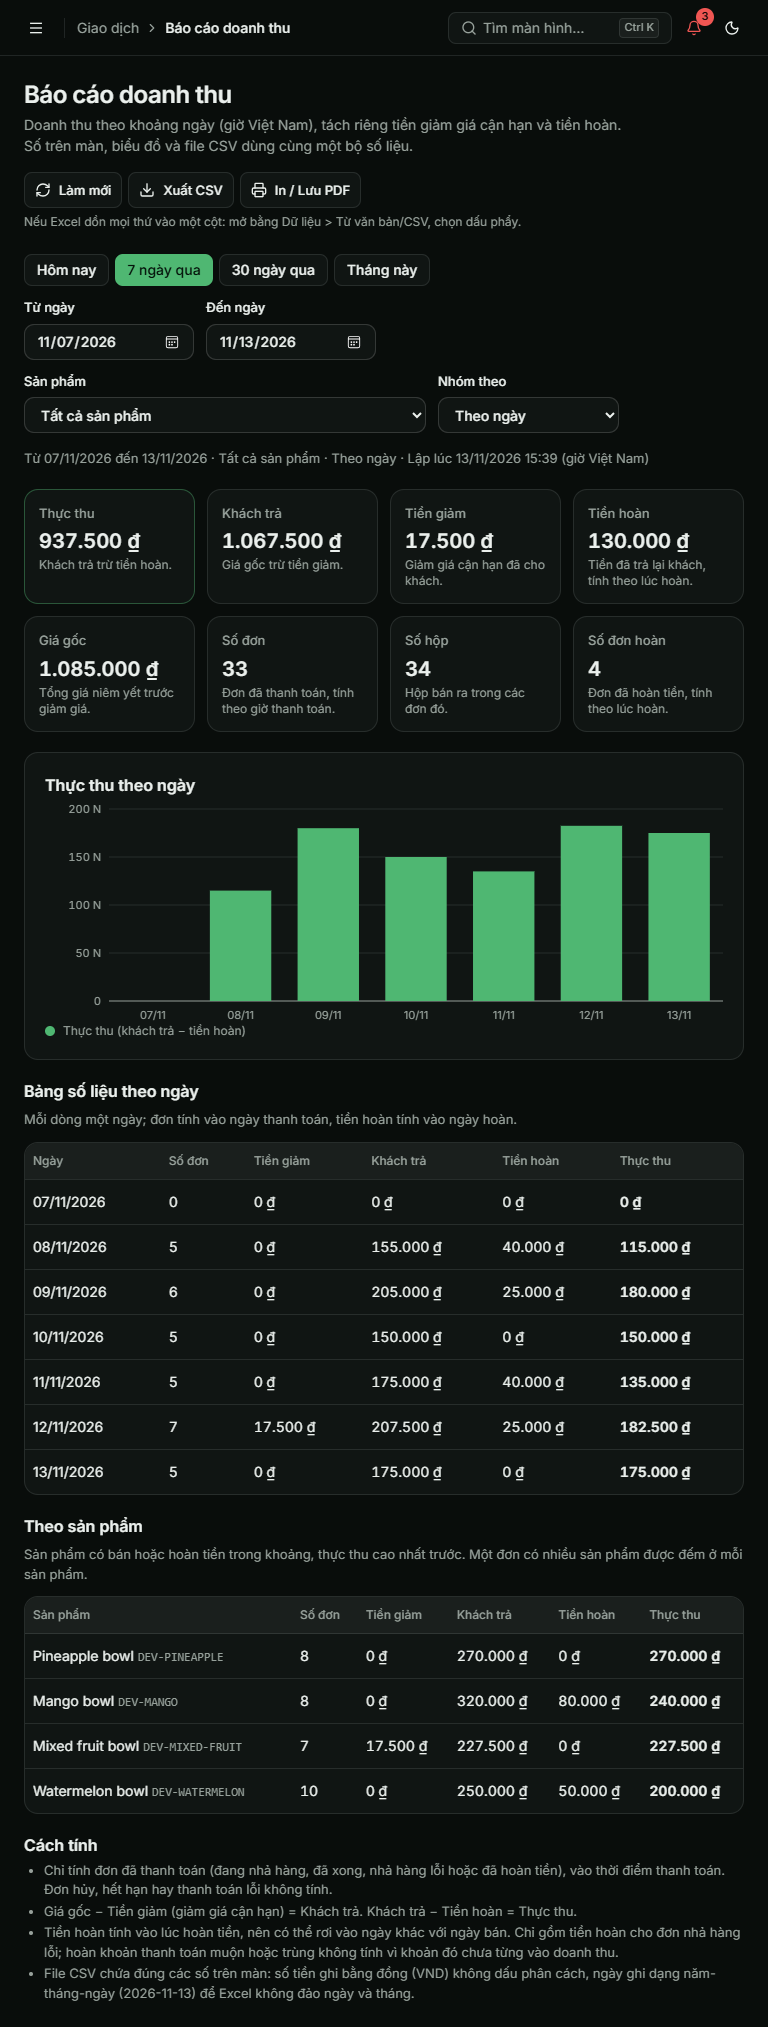 Giao dịch > Báo cáo doanh thu
Tìm màn hình...
Ctrl K
3
Báo cáo doanh thu
Doanh thu theo khoảng ngày (giờ Việt Nam), tách riêng tiền giảm giá cận hạn và tiền hoàn.
Số trên màn, biểu đồ và file CSV dùng cùng một bộ số liệu.
Làm mới
Xuất CSV
In / Lưu PDF
Nếu Excel dồn mọi thứ vào một cột: mở bằng Dữ liệu > Từ văn bản/CSV, chọn dấu phẩy.
Hôm nay
7 ngày qua
30 ngày qua
Tháng này
Từ ngày
Đến ngày
11/07/2026
11/13/2026
Sản phẩm
Nhóm theo
Tất cả sản phẩm
Theo ngày
Từ 07/11/2026 đến 13/11/2026 · Tất cả sản phẩm · Theo ngày · Lập lúc 13/11/2026 15:39 (giờ Việt Nam)
Thực thu
937.500 ₫
Khách trả trừ tiền hoàn.
Khách trả
1.067.500 ₫
Giá gốc trừ tiền giảm.
Tiền giảm
17.500 ₫
Giảm giá cận hạn đã cho
khách.
Tiền hoàn
130.000 ₫
Tiền đã trả lại khách,
tính theo lúc hoàn.
Giá gốc
1.085.000 ₫
Tổng giá niêm yết trước
giảm giá.
Số đơn
33
Đơn đã thanh toán, tính
theo giờ thanh toán.
Số hộp
34
Hộp bán ra trong các
đơn đó.
Số đơn hoàn
4
Đơn đã hoàn tiền, tính
theo lúc hoàn.
Thực thu theo ngày
200 N
150 N
100 N
50 N
0
07/11 08/11 09/11 10/11 11/11 12/11 13/11
Thực thu (khách trả − tiền hoàn)
Bảng số liệu theo ngày
Mỗi dòng một ngày; đơn tính vào ngày thanh toán, tiền hoàn tính vào ngày hoàn.
Ngày Số đơn Tiền giảm Khách trả Tiền hoàn Thực thu
07/11/2026 0 0 ₫ 0 ₫ 0 ₫ 0 ₫
08/11/2026 5 0 ₫ 155.000 ₫ 40.000 ₫ 115.000 ₫
09/11/2026 6 0 ₫ 205.000 ₫ 25.000 ₫ 180.000 ₫
10/11/2026 5 0 ₫ 150.000 ₫ 0 ₫ 150.000 ₫
11/11/2026 5 0 ₫ 175.000 ₫ 40.000 ₫ 135.000 ₫
12/11/2026 7 17.500 ₫ 207.500 ₫ 25.000 ₫ 182.500 ₫
13/11/2026 5 0 ₫ 175.000 ₫ 0 ₫ 175.000 ₫
Theo sản phẩm
Sản phẩm có bán hoặc hoàn tiền trong khoảng, thực thu cao nhất trước. Một đơn có nhiều sản phẩm được đếm ở mỗi
sản phẩm.
Sản phẩm Số đơn Tiền giảm Khách trả Tiền hoàn Thực thu
Pineapple bowl DEV-PINEAPPLE 8 0 ₫ 270.000 ₫ 0 ₫ 270.000 ₫
Mango bowl DEV-MANGO 8 0 ₫ 320.000 ₫ 80.000 ₫ 240.000 ₫
Mixed fruit bowl DEV-MIXED-FRUIT 7 17.500 ₫ 227.500 ₫ 0 ₫ 227.500 ₫
Watermelon bowl DEV-WATERMELON 10 0 ₫ 250.000 ₫ 50.000 ₫ 200.000 ₫
Cách tính
• Chỉ tính đơn đã thanh toán (đang nhả hàng, đã xong, nhả hàng lỗi hoặc đã hoàn tiền), vào thời điểm thanh toán.
Đơn hủy, hết hạn hay thanh toán lỗi không tính.
• Giá gốc − Tiền giảm (giảm giá cận hạn) = Khách trả. Khách trả − Tiền hoàn = Thực thu.
• Tiền hoàn tính vào lúc hoàn tiền, nên có thể rơi vào ngày khác với ngày bán. Chỉ gồm tiền hoàn cho đơn nhả hàng
lỗi; hoàn khoản thanh toán muộn hoặc trùng không tính vì khoản đó chưa từng vào doanh thu.
• File CSV chứa đúng các số trên màn: số tiền ghi bằng đồng (VND) không dấu phân cách, ngày ghi dạng năm-
tháng-ngày (2026-11-13) để Excel không đảo ngày và tháng.